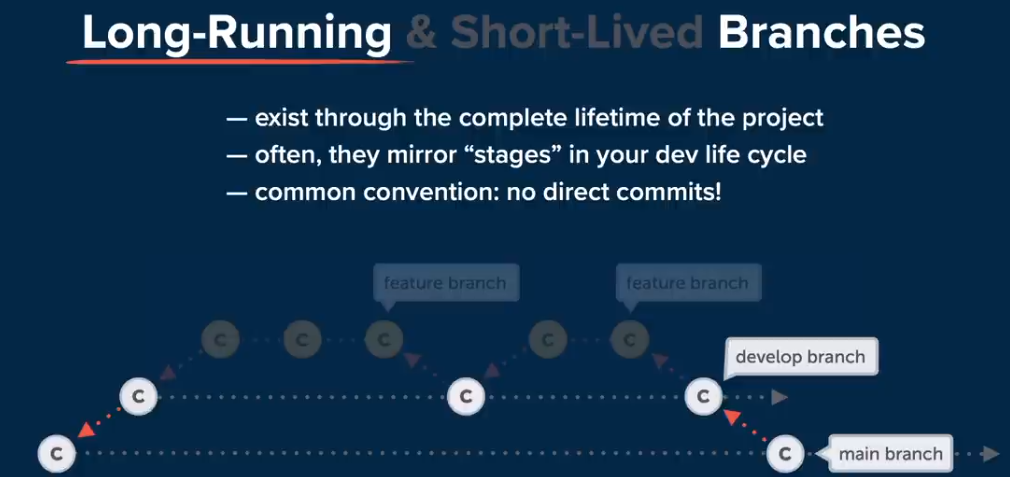 Long-Running & Short-Lived Branches
— exist through the complete lifetime of the project
— often, they mirror “stages” in your dev life cycle
— common convention: no direct commits!
feature branch feature branch
C C C C C
develop branch
C C C
C C main branch